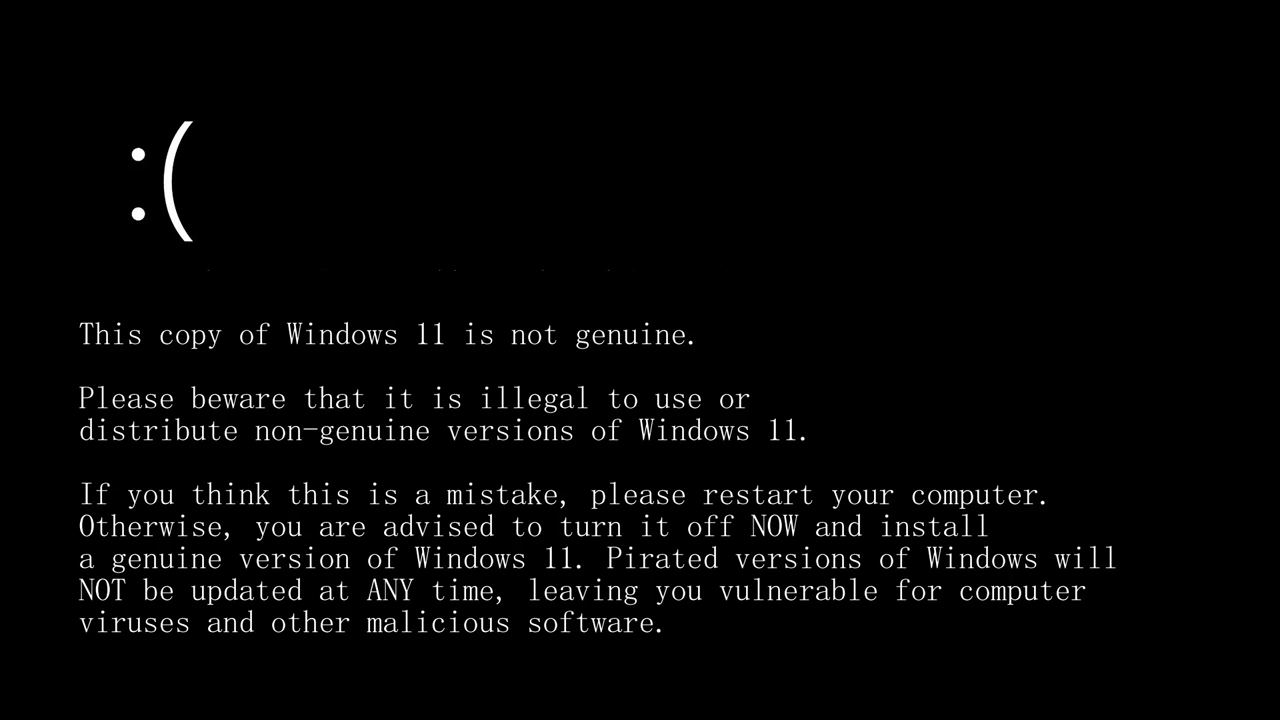 :(
This copy of Windows 11 is not genuine.
Please beware that it is illegal to use or
distribute non-genuine versions of Windows 11.
If you think this is a mistake, please restart your computer.
Otherwise, you are advised to turn it off NOW and install
a genuine version of Windows 11. Pirated versions of Windows will
NOT be updated at ANY time, leaving you vulnerable for computer
viruses and other malicious software.